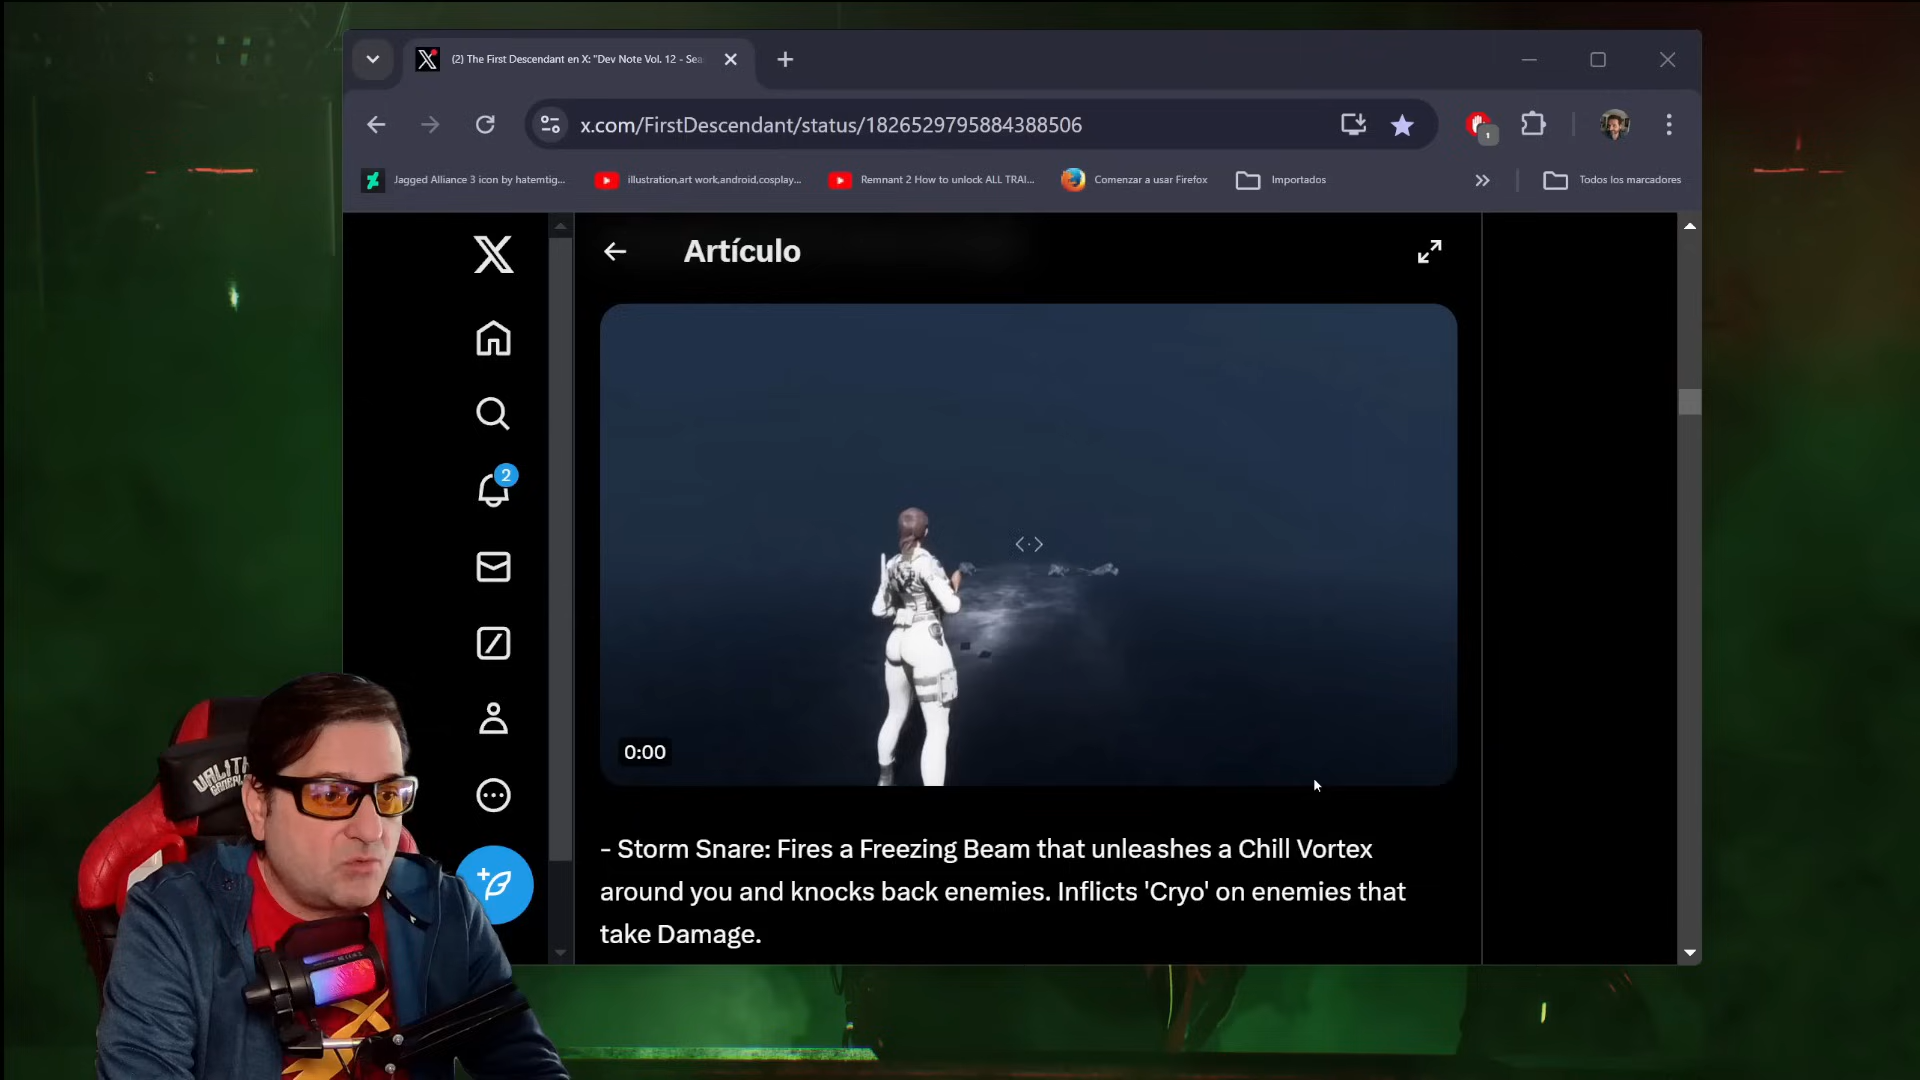 (2) The First Descendant en X: "Dev Note Vol. 12 - Sea
x.com/FirstDescendant/status/1826529795884388506
1
Jagged Alliance 3 icon by hatemtig...
illustration,art work,android,cosplay...
Remnant 2 How to unlock ALL TRAI...
Comenzar a usar Firefox
Importados
Todos los marcadores
Artículo
2
0:00
- Storm Snare: Fires a Freezing Beam that unleashes a Chill Vortex
around you and knocks back enemies. Inflicts 'Cryo' on enemies that
take Damage.